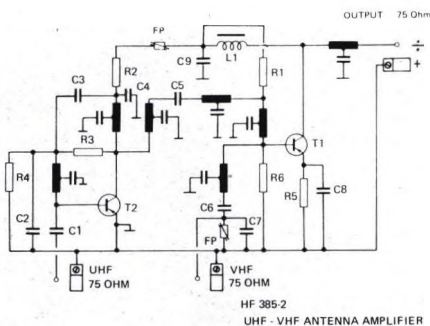 OUTPUT 75 Ohm
FP
C9
L1
÷
+
R2
R1
C3
C4
C5
R3
T1
R4
R6
R5
C8
T2
C6
C2
C1
FP
C7
UHF
75 OHM
VHF
75 OHM
HF 385-2
UHF - VHF ANTENNA AMPLIFIER